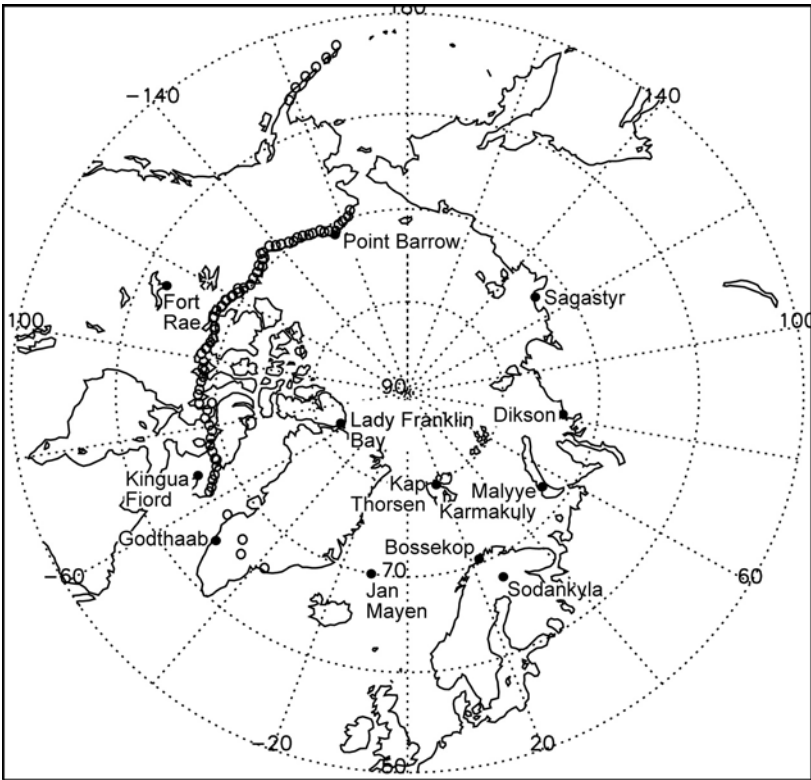 180
-140
140
Point Barrow
Fort
Rae
Sagastyr
100
100
90
Lady Franklin
Bay
Dikson
Kingua
Fiord
Kap
Thorsen
Malyye
Karmakuly
Godthaab
Bossekop
-60
70
Jan
Mayen
Sodankyla
60
-20
20
50